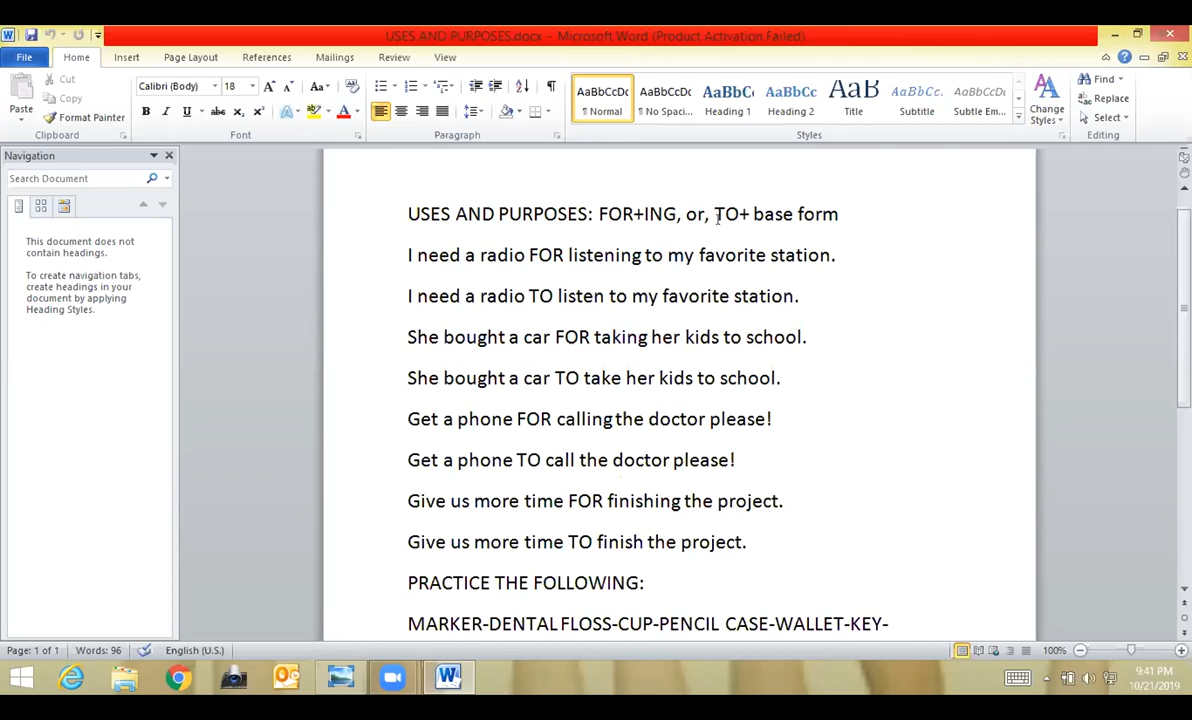 USES AND PURPOSES.docx - Microsoft Word (Product Activation Failed)
File Home Insert Page Layout References Mailings Review View
Paste
Cut
Copy
Format Painter
Clipboard
Calibri (Body) 18
Font
Paragraph
AaBbCcDc AaBbCcDc AaBbC AaBbCc AaB AaBbCc. AaBbCcDc
¶ Normal ¶ No Spaci... Heading 1 Heading 2 Title Subtitle Subtle Em...
Change Styles
Styles
Find
Replace
Select
Editing
Navigation
Search Document
This document does not contain headings.
To create navigation tabs, create headings in your document by applying Heading Styles.
USES AND PURPOSES: FOR+ING, or, TO+ base form
I need a radio FOR listening to my favorite station.
I need a radio TO listen to my favorite station.
She bought a car FOR taking her kids to school.
She bought a car TO take her kids to school.
Get a phone FOR calling the doctor please!
Get a phone TO call the doctor please!
Give us more time FOR finishing the project.
Give us more time TO finish the project.
PRACTICE THE FOLLOWING:
MARKER-DENTAL FLOSS-CUP-PENCIL CASE-WALLET-KEY-
Page: 1 of 1 Words: 96 English (U.S.) 100%
9:41 PM
10/21/2019